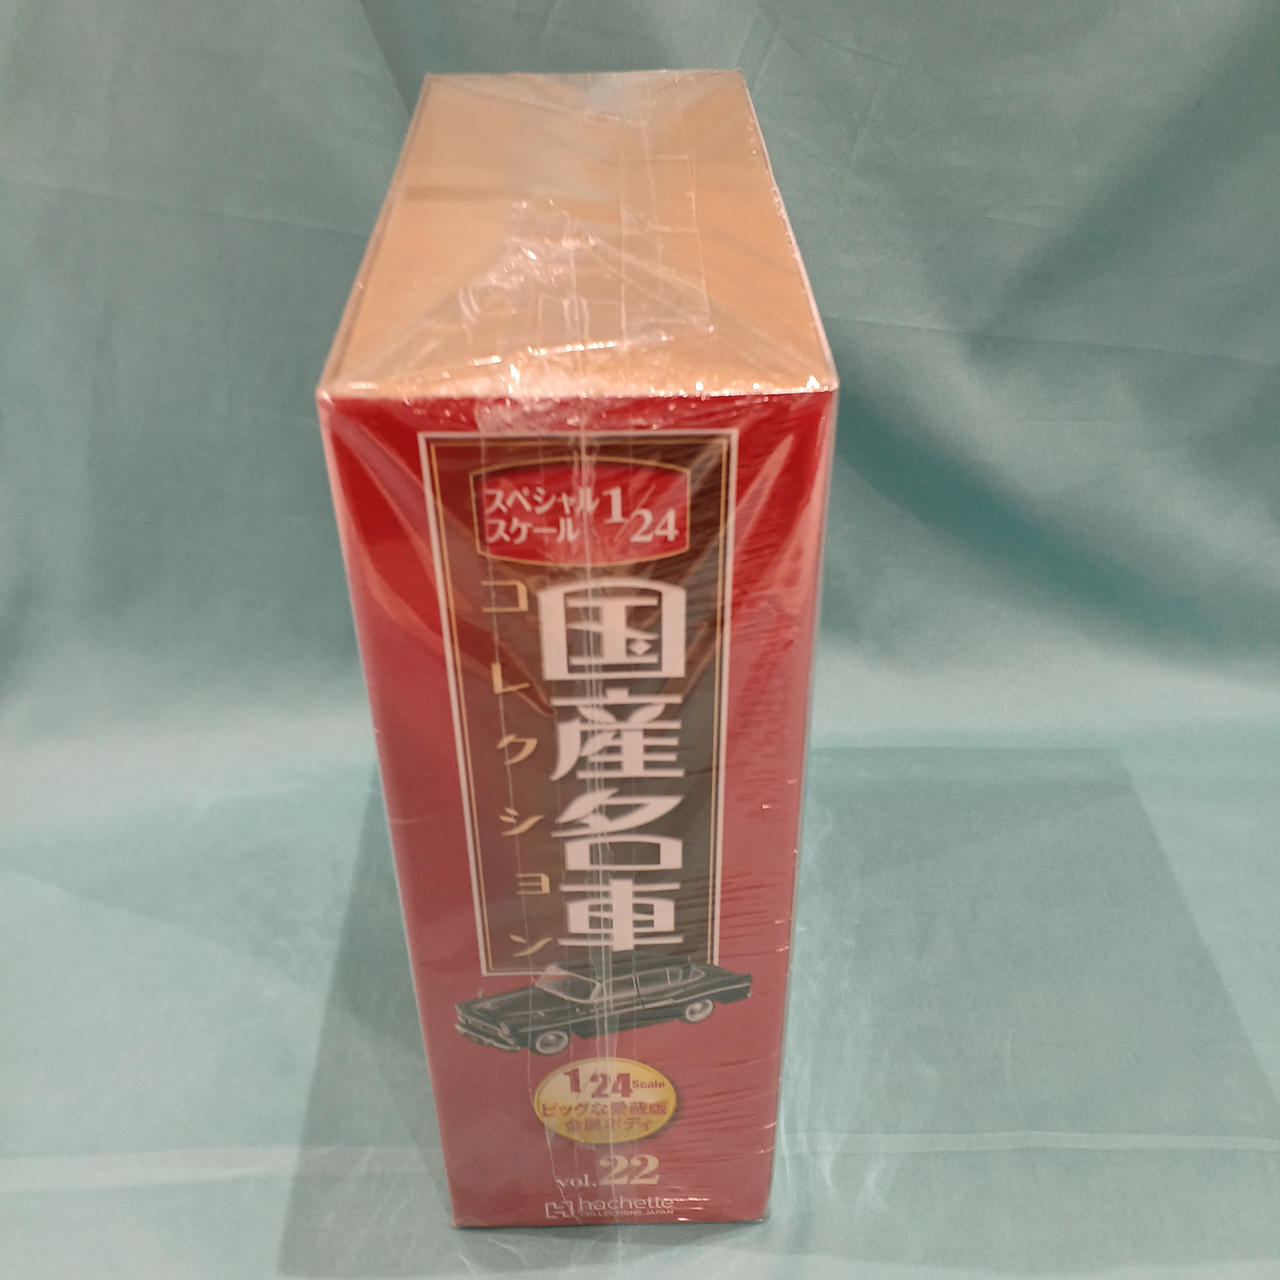 スペシャル
スケール
1/24
国産名車
コレクション
1/24 Scale
ビッグな愛蔵版
金属ボディ
vol.22
hachette
COLLECTIONS JAPAN